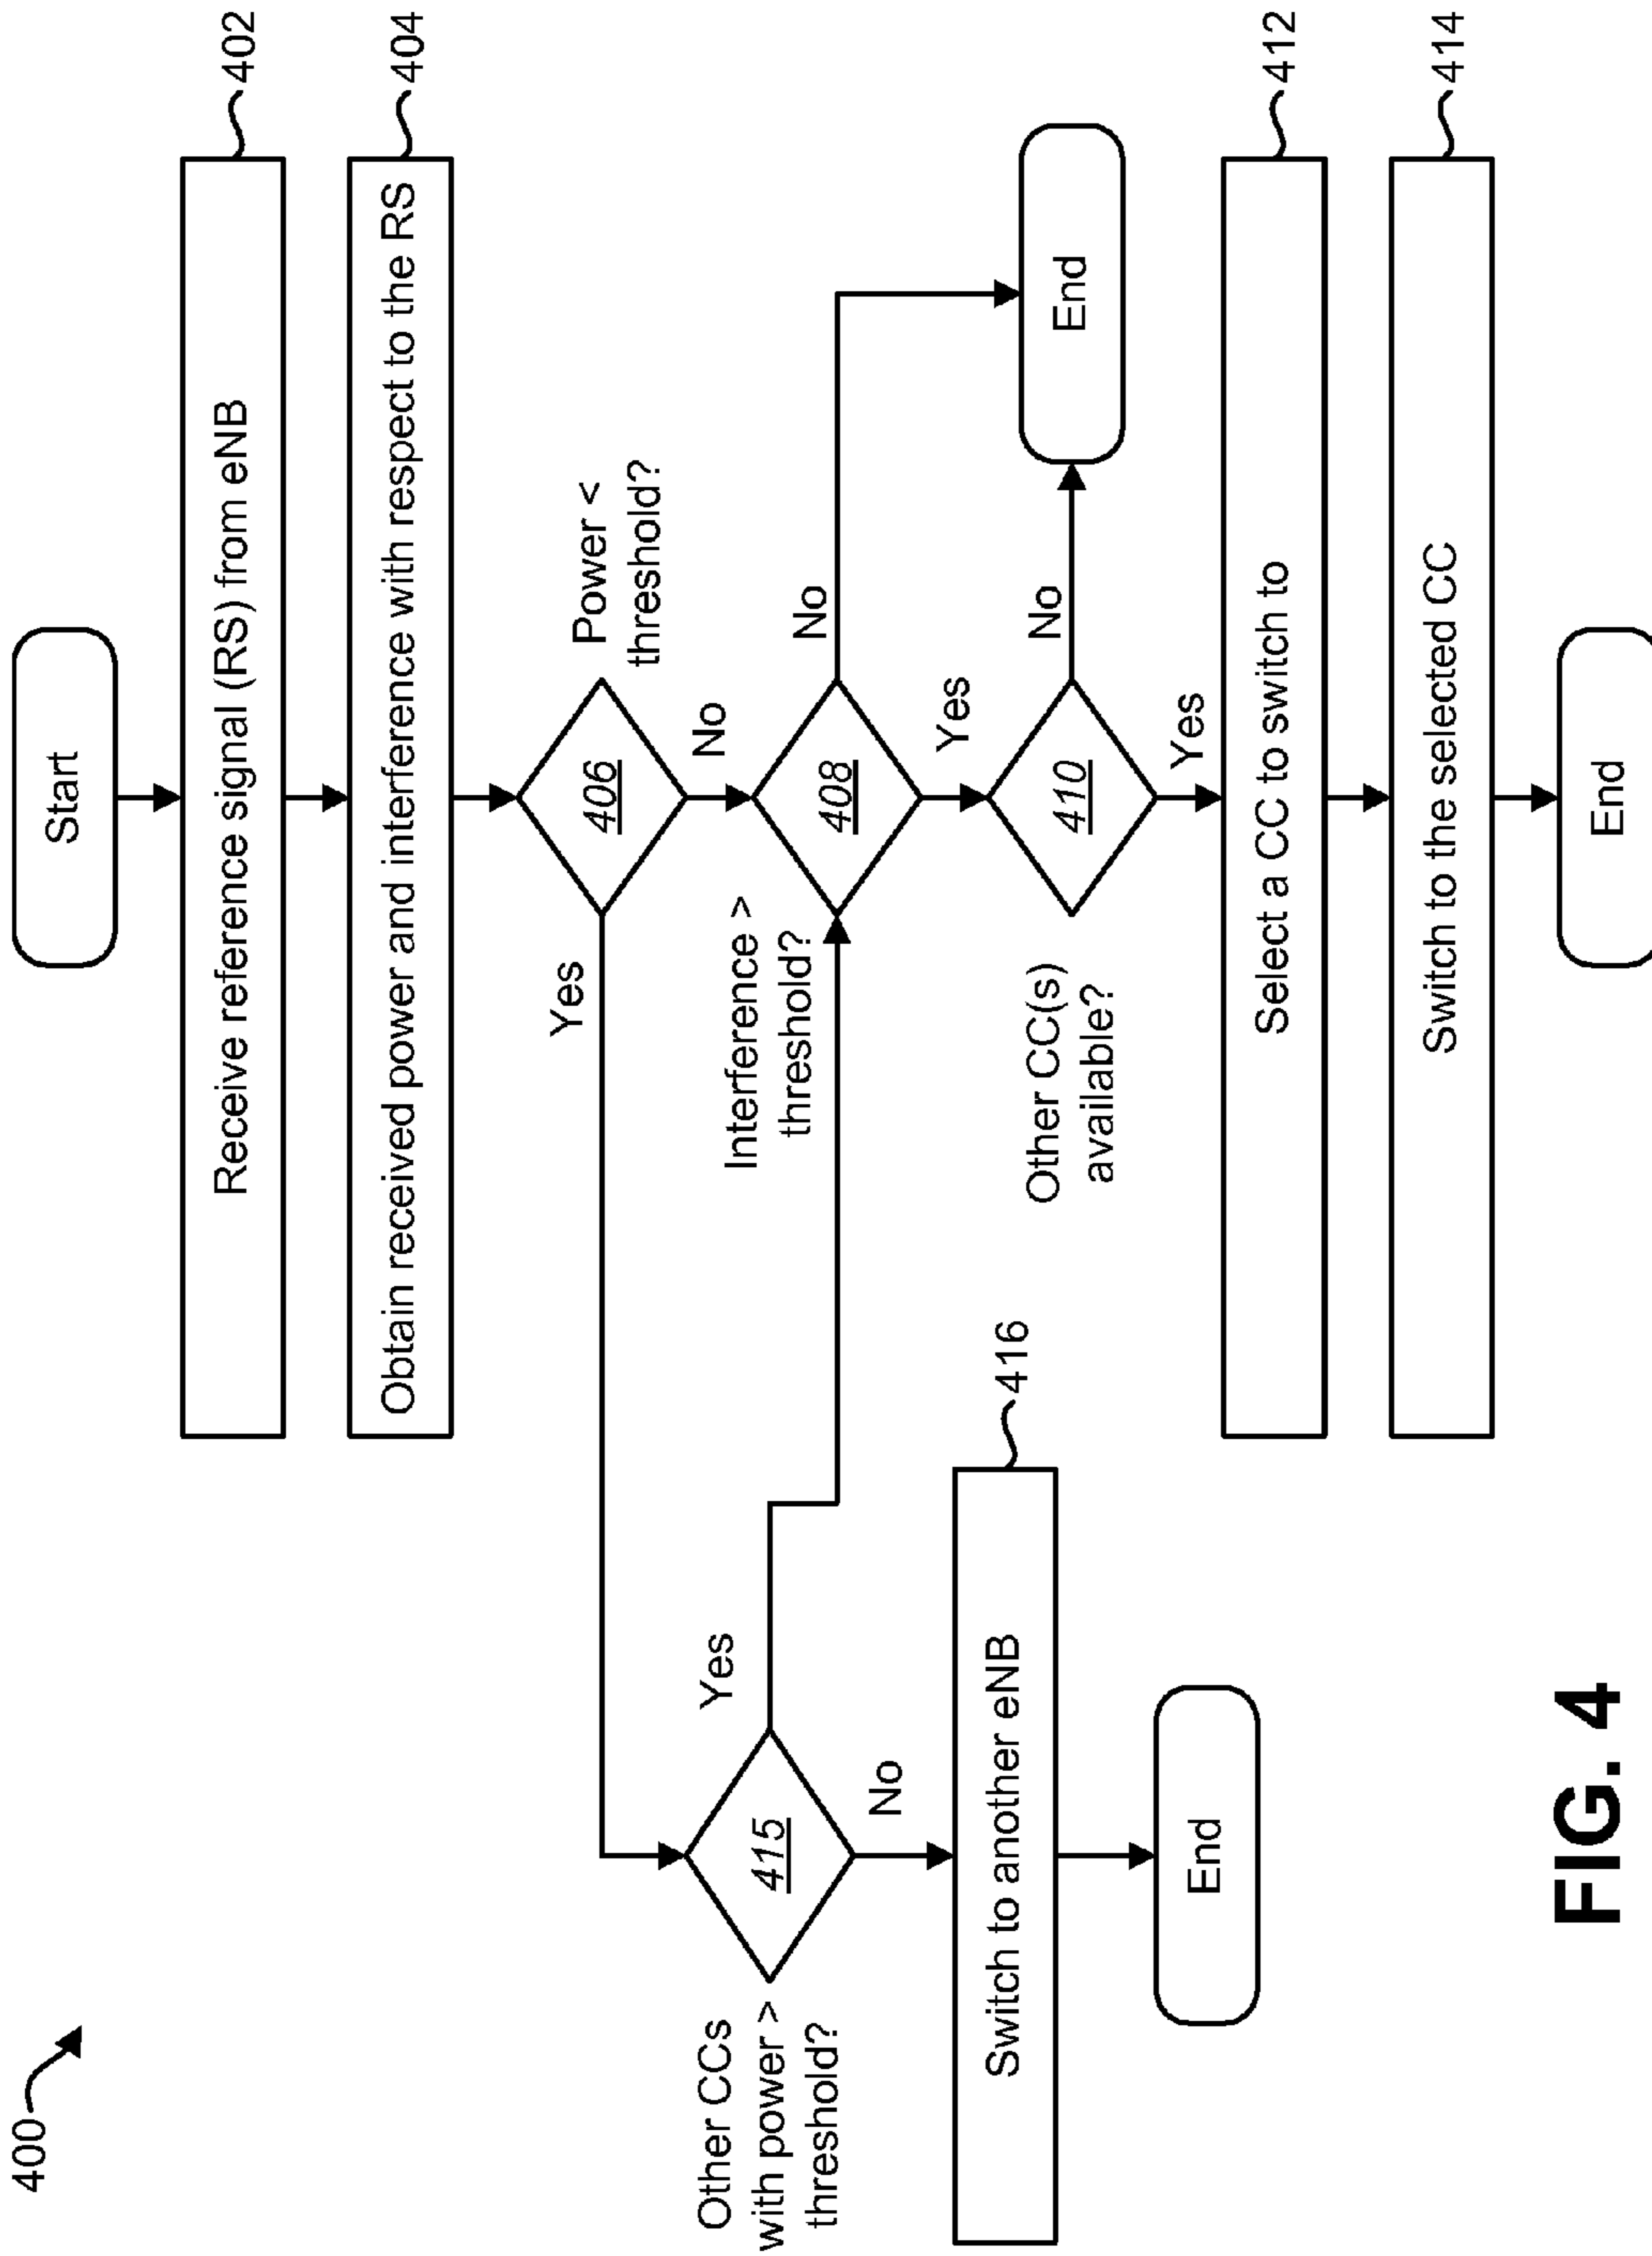 400
Start
Receive reference signal (RS) from eNB
402
Obtain received power and interference with respect to the RS
404
406
Power <
threshold?
Yes
No
Other CCs
with power >
threshold?
415
Yes
No
Interference >
threshold?
408
No
Yes
Switch to another eNB
416
Other CC(s)
available?
410
No
Yes
End
End
Select a CC to switch to
412
Switch to the selected CC
414
End
FIG. 4